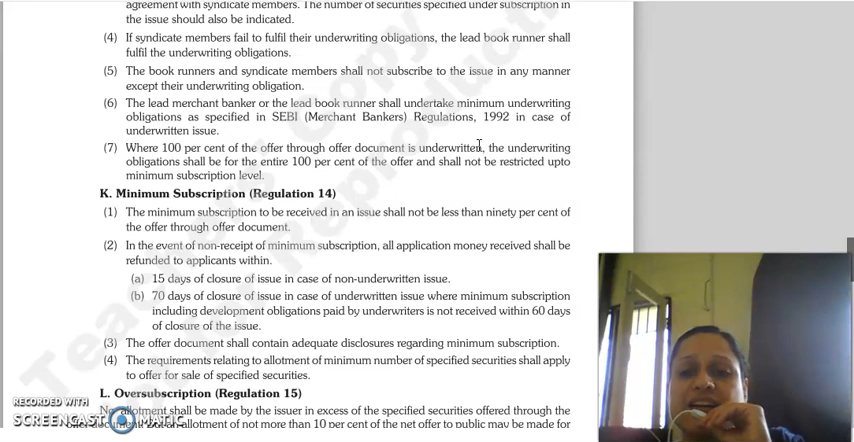 agreement with syndicate members. The number of securities specified under subscription in
the issue should also be indicated.
(4) If syndicate members fail to fulfil their underwriting obligations, the lead book runner shall
fulfil the underwriting obligations.
(5) The book runners and syndicate members shall not subscribe to the issue in any manner
except their underwriting obligation.
(6) The lead merchant banker or the lead book runner shall undertake minimum underwriting
obligations as specified in SEBI (Merchant Bankers) Regulations, 1992 in case of
underwritten issue.
(7) Where 100 per cent of the offer through offer document is underwritten, the underwriting
obligations shall be for the entire 100 per cent of the offer and shall not be restricted upto
minimum subscription level.
K. Minimum Subscription (Regulation 14)
(1) The minimum subscription to be received in an issue shall not be less than ninety per cent of
the offer through offer document.
(2) In the event of non-receipt of minimum subscription, all application money received shall be
refunded to applicants within.
(a) 15 days of closure of issue in case of non-underwritten issue.
(b) 70 days of closure of issue in case of underwritten issue where minimum subscription
including development obligations paid by underwriters is not received within 60 days
of closure of the issue.
(3) The offer document shall contain adequate disclosures regarding minimum subscription.
(4) The requirements relating to allotment of minimum number of specified securities shall apply
to offer for sale of specified securities.
L. Oversubscription (Regulation 15)
No allotment shall be made by the issuer in excess of the specified securities offered through the
offer document. But an allotment of not more than 10 per cent of the net offer to public may be made for
RECORDED WITH
SCREENCAST MATIC
Teachers Copy
Reproduc